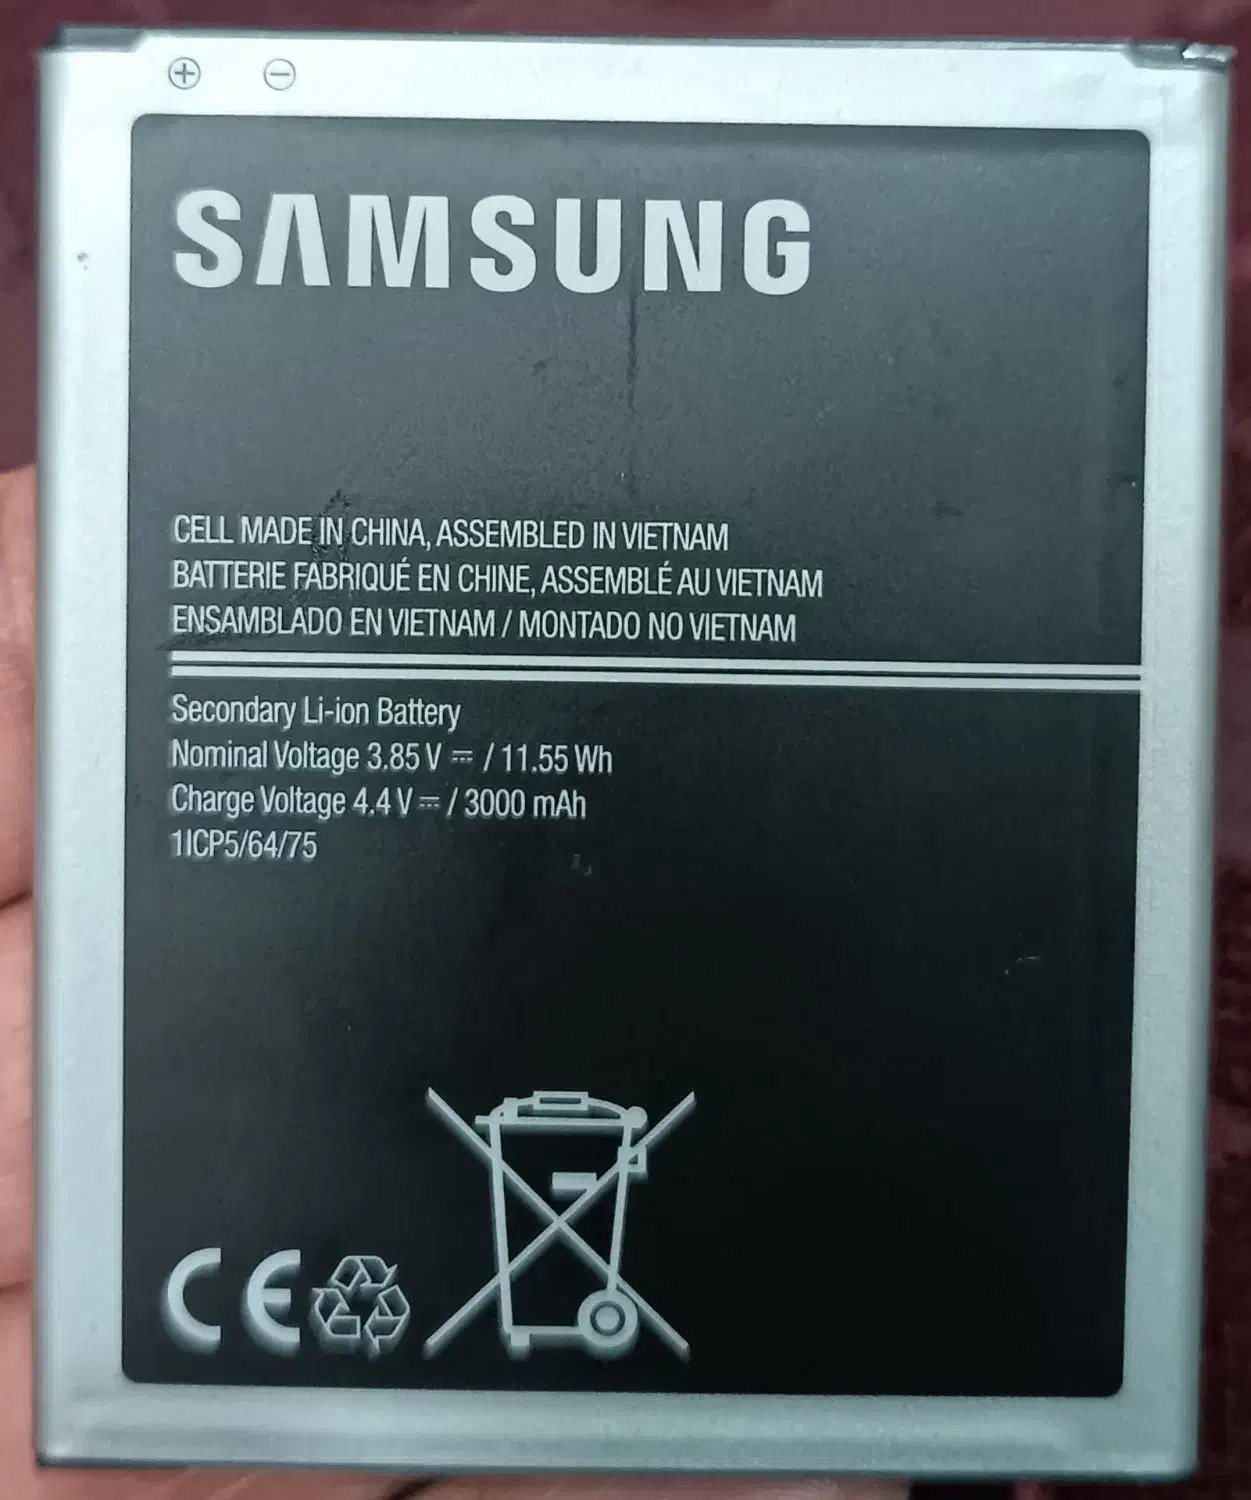 + −
SAMSUNG
CELL MADE IN CHINA, ASSEMBLED IN VIETNAM
BATTERIE FABRIQUÉ EN CHINE, ASSEMBLÉ AU VIETNAM
ENSAMBLADO EN VIETNAM / MONTADO NO VIETNAM
Secondary Li-ion Battery
Nominal Voltage 3.85 V ⎓ / 11.55 Wh
Charge Voltage 4.4 V ⎓ / 3000 mAh
1ICP5/64/75
CE